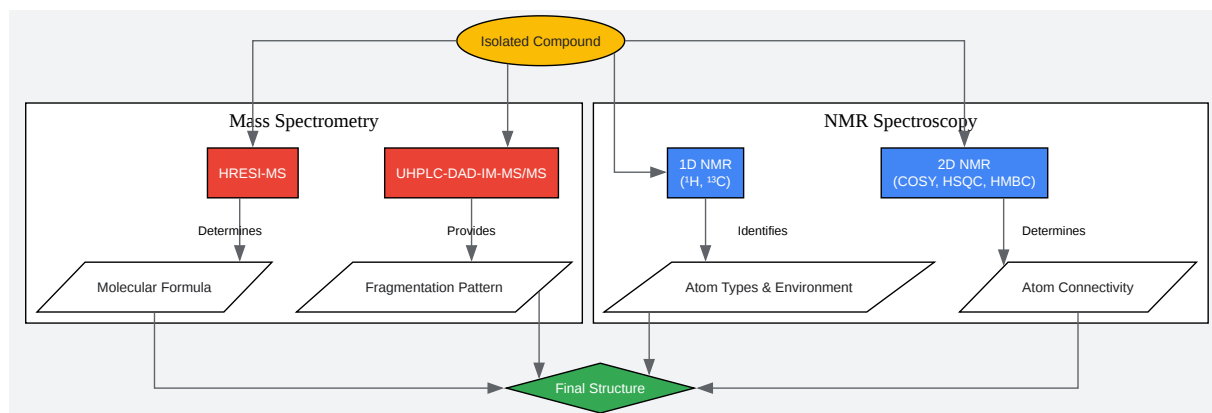 Isolated Compound
Mass Spectrometry
NMR Spectroscopy
HRESI-MS
UHPLC-DAD-IM-MS/MS
1D NMR
(¹H, ¹³C)
2D NMR
(COSY, HSQC, HMBC)
Determines
Provides
Identifies
Determines
Molecular Formula
Fragmentation Pattern
Atom Types & Environment
Atom Connectivity
Final Structure